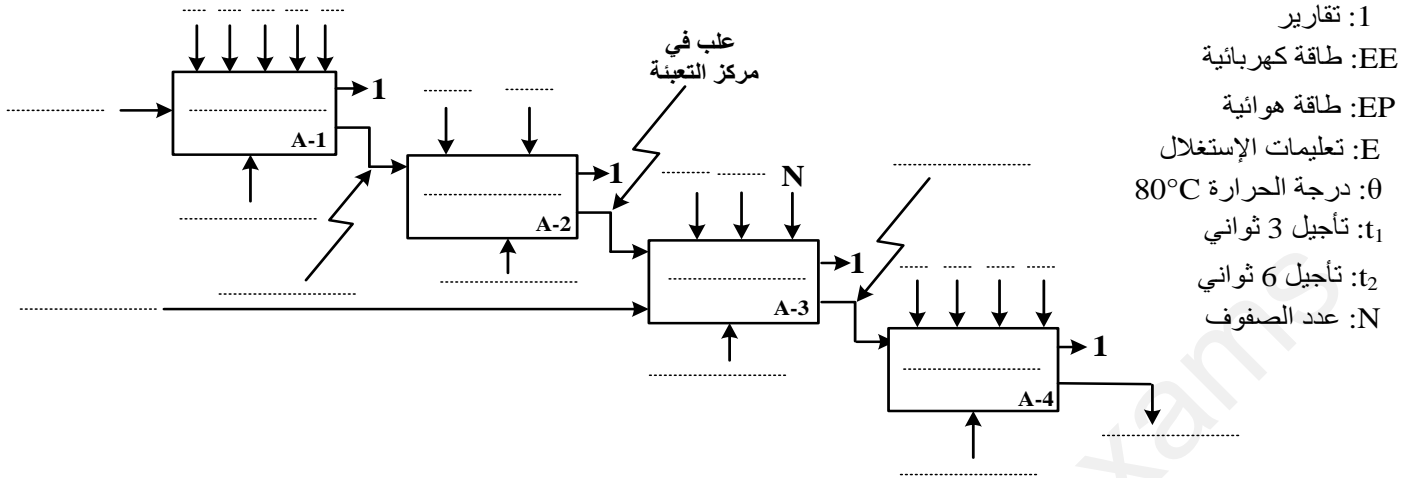 علب في
مركز التعبئة
1
A-1
1
A-2
N
1
A-3
1
A-4
1: تقارير
EE: طاقة كهربائية
EP: طاقة هوائية
E: تعليمات الإستغلال
θ: درجة الحرارة 80°C
t1: تأجيل 3 ثواني
t2: تأجيل 6 ثواني
N: عدد الصفوف
xams